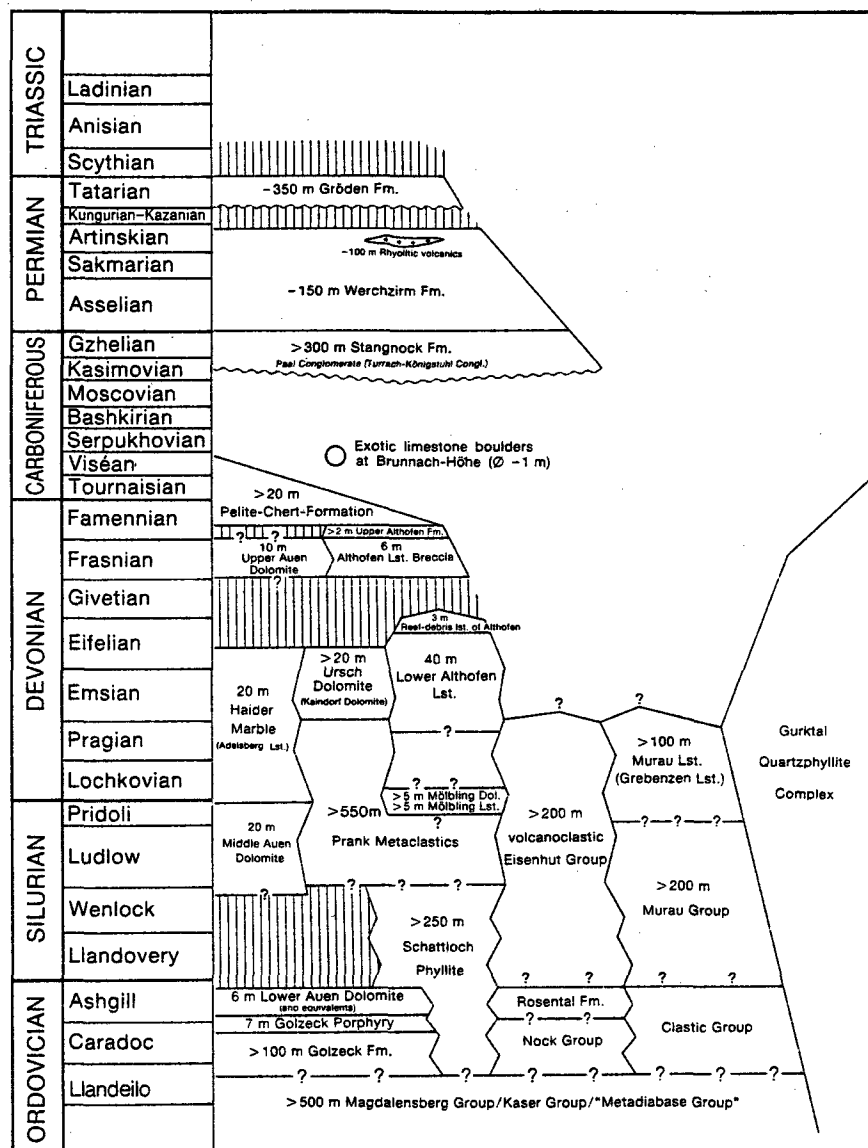 TRIASSIC
Ladinian
Anisian
Scythian
PERMIAN
Tatarian
Kungurian-Kazanian
Artinskian
Sakmarian
Asselian
CARBONIFEROUS
Gzhelian
Kasimovian
Moscovian
Bashkirian
Serpukhovian
Viséan
Tournaisian
DEVONIAN
Famennian
Frasnian
Givetian
Eifelian
Emsian
Pragian
Lochkovian
SILURIAN
Pridoli
Ludlow
Wenlock
Llandovery
ORDOVICIAN
Ashgill
Caradoc
Llandeilo
~350 m Gröden Fm.
~100 m Rhyolitic volcanics
~150 m Werchzirm Fm.
>300 m Stangnock Fm.
Paal Conglomerate (Turrach-Königstuhl Congl.)
Exotic limestone boulders
at Brunnach-Höhe (Ø ~1 m)
>20 m
Pelite-Chert-Formation
? ?
>2 m Upper Althofen Fm.
10 m
Upper Auen
Dolomite
?
6 m
Althofen Lst. Breccia
3 m
Reef-debris lst. of Althofen
20 m
Haider
Marble
(Adelsberg Lst.)
>20 m
Ursch
Dolomite
(Kaindorf Dolomite)
40 m
Lower Althofen
Lst.
?
? ?
>5 m Mölbling Dol.
>5 m Mölbling Lst.
?
20 m
Middle Auen
Dolomite
?
>550m
Prank Metaclastics
? ? ?
>250 m
Schattloch
Phyllite
?
>200 m
volcanoclastic
Eisenhut Group
? ?
?
>100 m
Murau Lst.
(Grebenzen Lst.)
? ? ?
>200 m
Murau Group
? ? ?
Gurktal
Quartzphyllite
Complex
6 m Lower Auen Dolomite
(and equivalents)
7 m Golzeck Porphyry
>100 m Golzeck Fm.
Rosental Fm.
? ?
Nock Group
Clastic Group
? ? ? ? ? ? ? ? ?
>500 m Magdalensberg Group/Kaser Group/"Metadiabase Group"